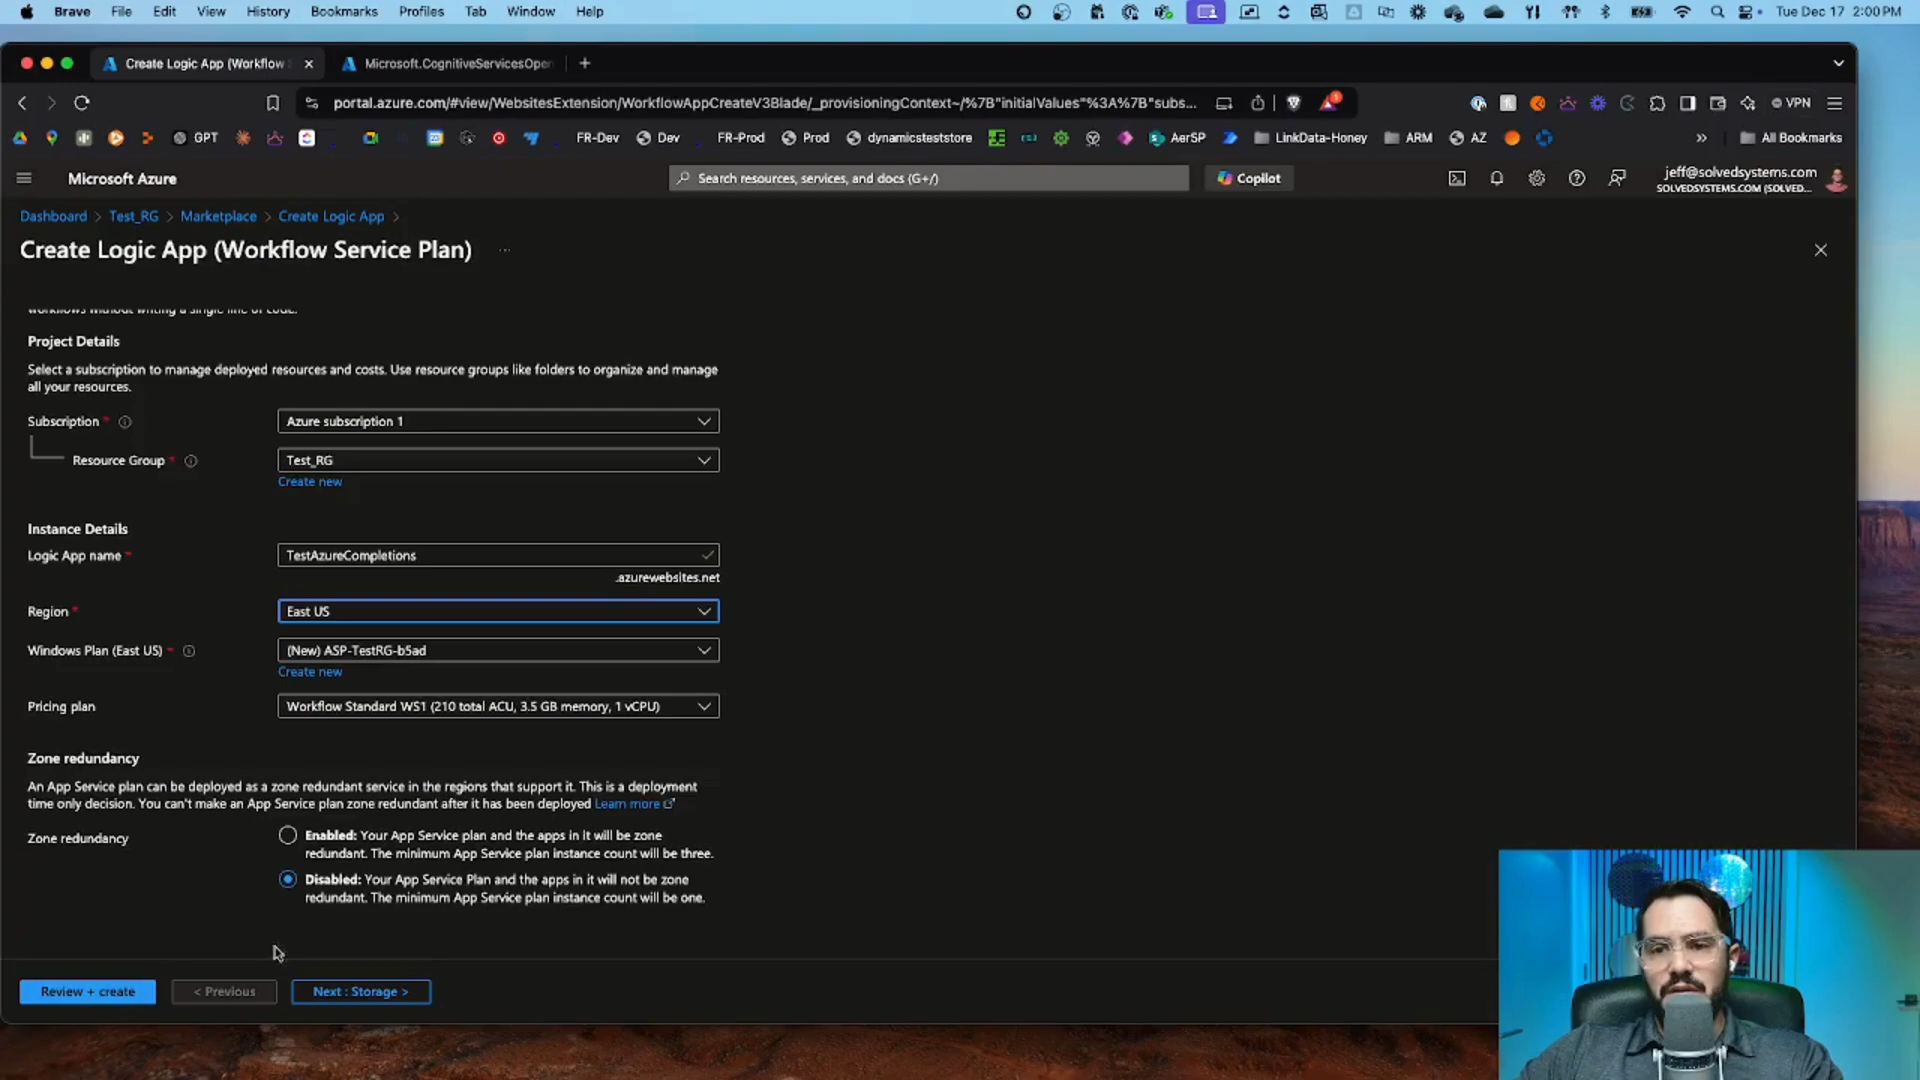 Brave File Edit View History Bookmarks Profiles Tab Window Help Tue Dec 17 2:00 PM
Create Logic App (Workflow Microsoft.CognitiveServicesOpen
portal.azure.com/#view/WebsitesExtension/WorkflowAppCreateV3Blade/_provisioningContext~/%7B"initialValues"%3A%7B"subs... VPN
GPT FR-Dev Dev FR-Prod Prod dynamicsteststore AerSP LinkData-Honey ARM AZ » All Bookmarks
Microsoft Azure Search resources, services, and docs (G+/) Copilot jeff@solvedsystems.com
SOLVEDSYSTEMS.COM (SOLVED...
Dashboard > Test_RG > Marketplace > Create Logic App >
Create Logic App (Workflow Service Plan) ...
workflows without writing a single line of code.
Project Details
Select a subscription to manage deployed resources and costs. Use resource groups like folders to organize and manage
all your resources.
Subscription * Azure subscription 1
Resource Group * Test_RG
Create new
Instance Details
Logic App name * TestAzureCompletions
.azurewebsites.net
Region * East US
Windows Plan (East US) * (New) ASP-TestRG-b5ad
Create new
Pricing plan Workflow Standard WS1 (210 total ACU, 3.5 GB memory, 1 vCPU)
Zone redundancy
An App Service plan can be deployed as a zone redundant service in the regions that support it. This is a deployment
time only decision. You can't make an App Service plan zone redundant after it has been deployed Learn more
Zone redundancy Enabled: Your App Service plan and the apps in it will be zone
redundant. The minimum App Service plan instance count will be three.
Disabled: Your App Service Plan and the apps in it will not be zone
redundant. The minimum App Service plan instance count will be one.
Review + create < Previous Next : Storage >